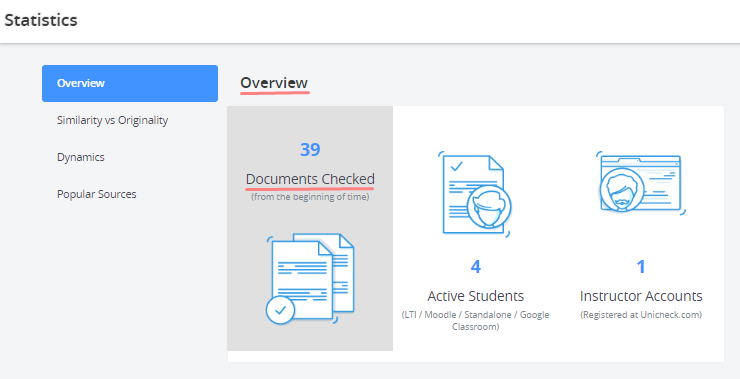 Statistics
Overview
Similarity vs Originality
Dynamics
Popular Sources
Overview
39
Documents Checked
(from the beginning of time)
4
Active Students
(LTI / Moodle / Standalone / Google
Classroom)
1
Instructor Accounts
(Registered at Unicheck.com)